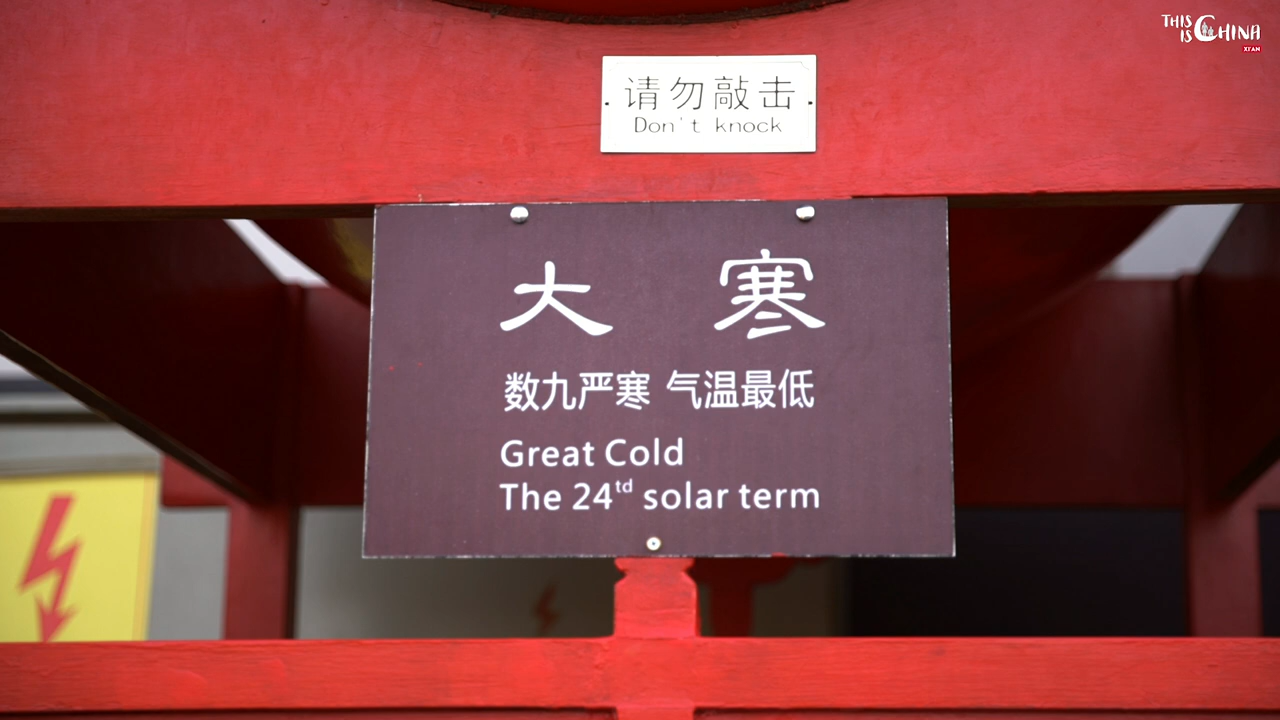 THIS
IS CHINA
XI'AN
请勿敲击
Don't knock
大寒
数九严寒 气温最低
Great Cold
The 24td solar term